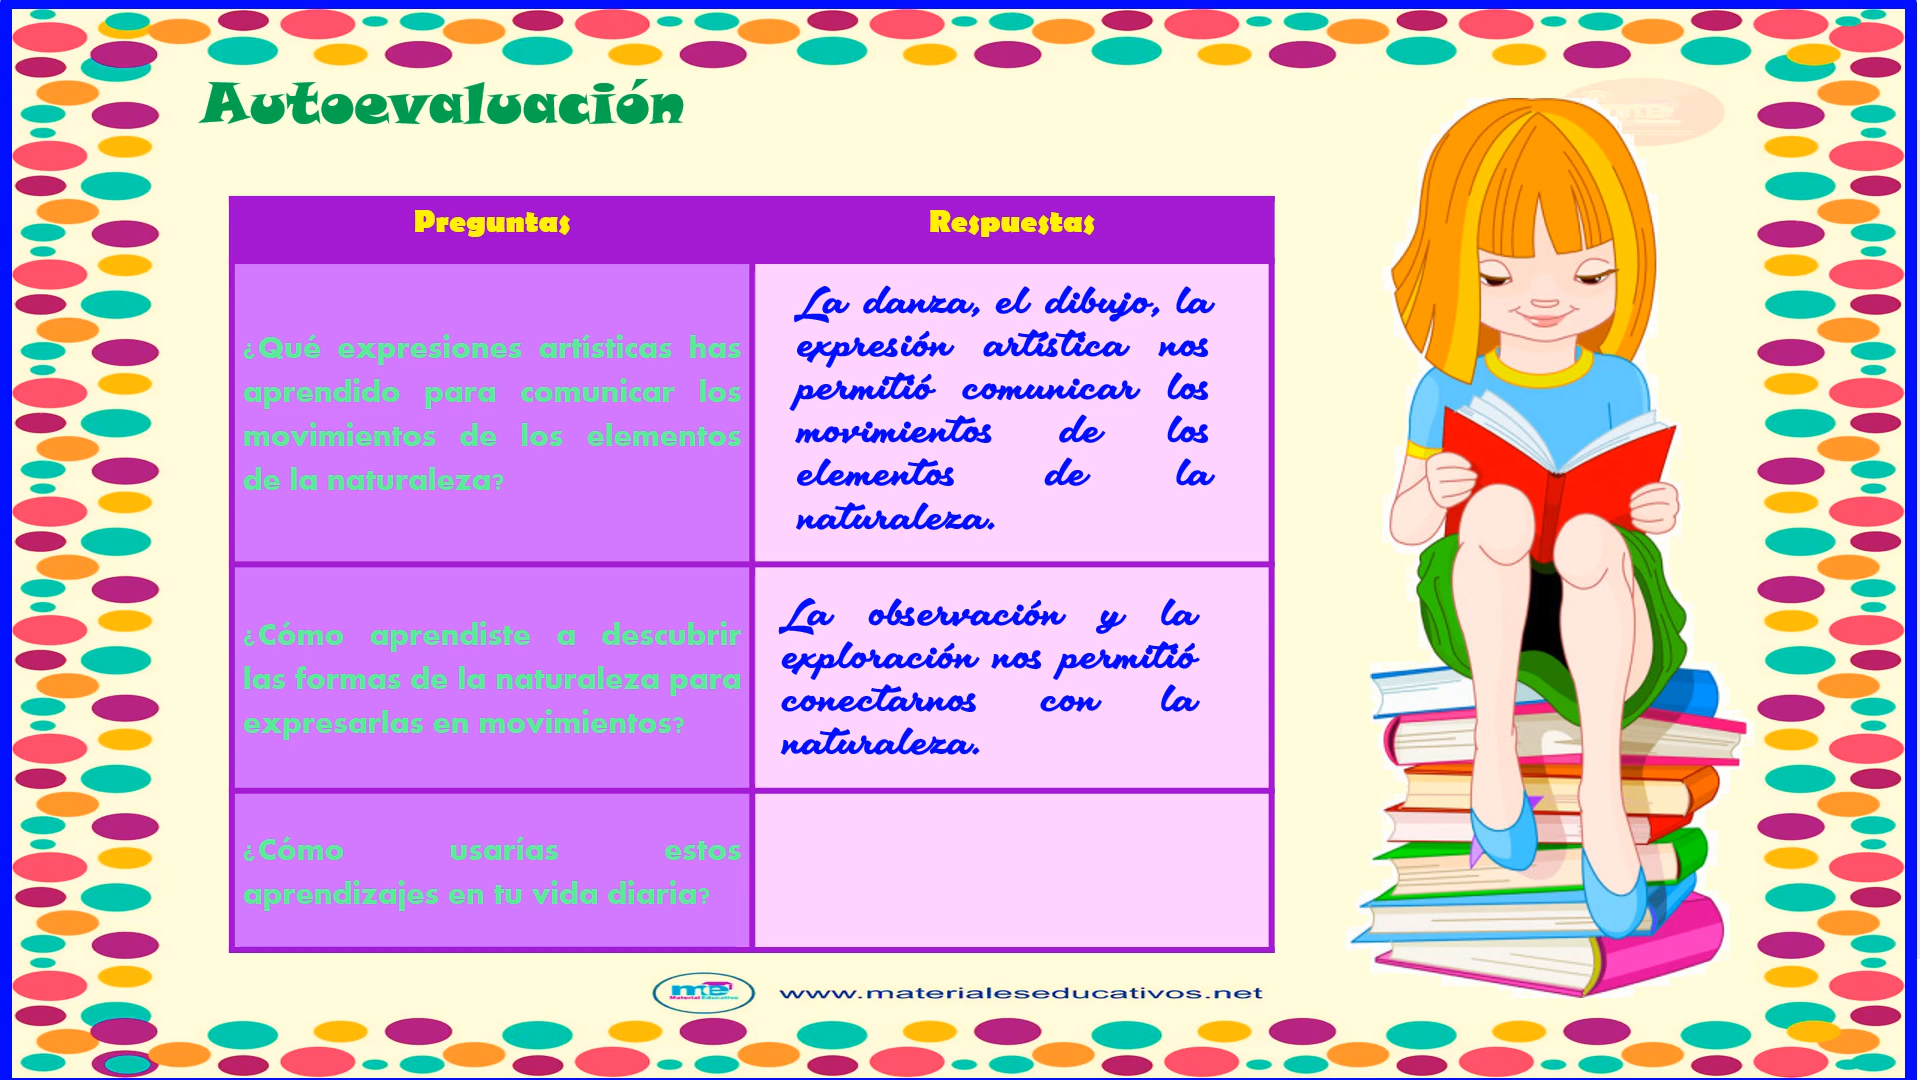 Autoevaluación
Preguntas
Respuestas
¿Qué expresiones artísticas has
aprendido para comunicar los
movimientos de los elementos
de la naturaleza?
La danza, el dibujo, la
expresión artística nos
permitió comunicar los
movimientos de los
elementos de la
naturaleza.
¿Cómo aprendiste a descubrir
las formas de la naturaleza para
expresarlas en movimientos?
La observación y la
exploración nos permitió
conectarnos con la
naturaleza.
¿Cómo usarías estos
aprendizajes en tu vida diaria?
me
Material Educativo
www.materialeseducativos.net